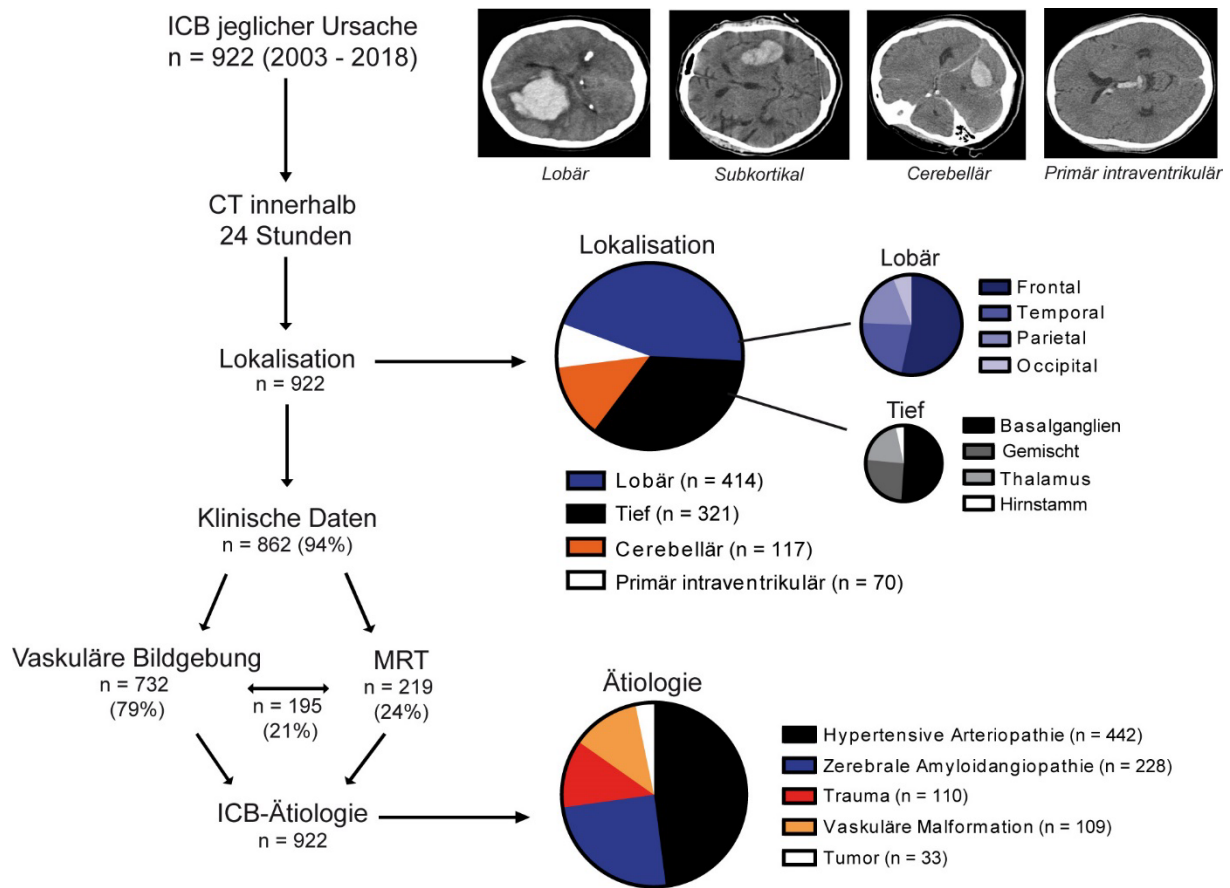 ICB jeglicher Ursache
n = 922 (2003 - 2018)
Lobär
Subkortikal
Cerebellär
Primär intraventrikulär
CT innerhalb
24 Stunden
Lokalisation
n = 922
Lokalisation
Lobär
Frontal
Temporal
Parietal
Occipital
Tief
Basalganglien
Gemischt
Thalamus
Hirnstamm
Lobär (n = 414)
Tief (n = 321)
Cerebellär (n = 117)
Primär intraventrikulär (n = 70)
Klinische Daten
n = 862 (94%)
Vaskuläre Bildgebung
n = 732
(79%)
n = 195
(21%)
MRT
n = 219
(24%)
ICB-Ätiologie
n = 922
Ätiologie
Hypertensive Arteriopathie (n = 442)
Zerebrale Amyloidangiopathie (n = 228)
Trauma (n = 110)
Vaskuläre Malformation (n = 109)
Tumor (n = 33)